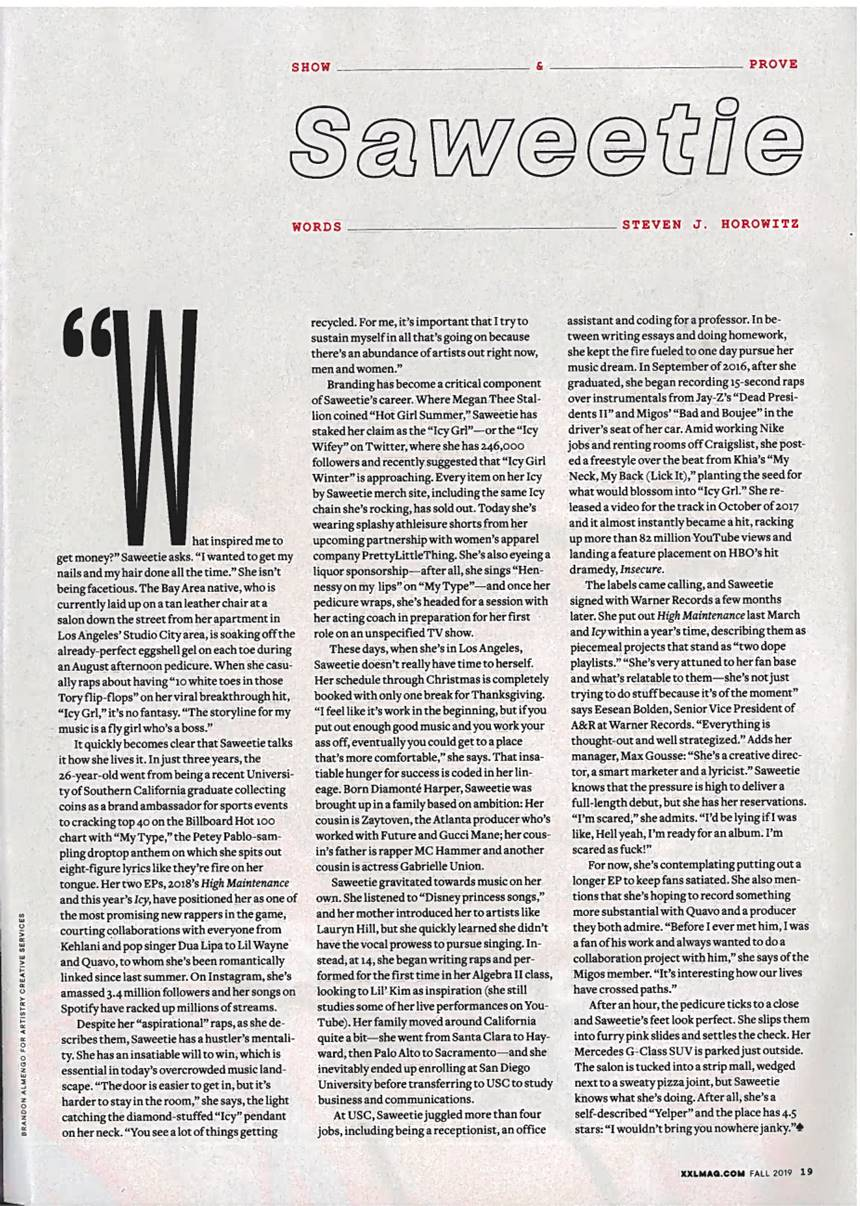 SHOW & PROVE
Saweetie
WORDS STEVEN J. HOROWITZ
“What inspired me to
get money?” Saweetie asks. “I wanted to get my
nails and my hair done all the time.” She isn’t
being facetious. The Bay Area native, who is
currently laid up on a tan leather chair at a
salon down the street from her apartment in
Los Angeles’ Studio City area, is soaking off the
already-perfect eggshell gel on each toe during
an August afternoon pedicure. When she casu-
ally raps about having “10 white toes in those
Tory flip-flops” on her viral breakthrough hit,
“Icy Grl,” it’s no fantasy. “The storyline for my
music is a fly girl who’s a boss.”
It quickly becomes clear that Saweetie talks
it how she lives it. In just three years, the
26-year-old went from being a recent Universi-
ty of Southern California graduate collecting
coins as a brand ambassador for sports events
to cracking top 40 on the Billboard Hot 100
chart with “My Type,” the Petey Pablo-sam-
pling droptop anthem on which she spits out
eight-figure lyrics like they’re fire on her
tongue. Her two EPs, 2018’s High Maintenance
and this year’s Icy, have positioned her as one of
the most promising new rappers in the game,
courting collaborations with everyone from
Kehlani and pop singer Dua Lipa to Lil Wayne
and Quavo, to whom she’s been romantically
linked since last summer. On Instagram, she’s
amassed 3.4 million followers and her songs on
Spotify have racked up millions of streams.
Despite her “aspirational” raps, as she de-
scribes them, Saweetie has a hustler’s mentali-
ty. She has an insatiable will to win, which is
essential in today’s overcrowded music land-
scape. “The door is easier to get in, but it’s
harder to stay in the room,” she says, the light
catching the diamond-stuffed “Icy” pendant
on her neck. “You see a lot of things getting
recycled. For me, it’s important that I try to
sustain myself in all that’s going on because
there’s an abundance of artists out right now,
men and women.”
Branding has become a critical component
of Saweetie’s career. Where Megan Thee Stal-
lion coined “Hot Girl Summer,” Saweetie has
staked her claim as the “Icy Grl”—or the “Icy
Wifey” on Twitter, where she has 246,000
followers and recently suggested that “Icy Girl
Winter” is approaching. Every item on her Icy
by Saweetie merch site, including the same Icy
chain she’s rocking, has sold out. Today she’s
wearing splashy athleisure shorts from her
upcoming partnership with women’s apparel
company PrettyLittleThing. She’s also eyeing a
liquor sponsorship—after all, she sings “Hen-
nessy on my lips” on “My Type”—and once her
pedicure wraps, she’s headed for a session with
her acting coach in preparation for her first
role on an unspecified TV show.
These days, when she’s in Los Angeles,
Saweetie doesn’t really have time to herself.
Her schedule through Christmas is completely
booked with only one break for Thanksgiving.
“I feel like it’s work in the beginning, but if you
put out enough good music and you work your
ass off, eventually you could get to a place
that’s more comfortable,” she says. That insa-
tiable hunger for success is coded in her lin-
eage. Born Diamonté Harper, Saweetie was
brought up in a family based on ambition: Her
cousin is Zaytoven, the Atlanta producer who’s
worked with Future and Gucci Mane; her cous-
in’s father is rapper MC Hammer and another
cousin is actress Gabrielle Union.
Saweetie gravitated towards music on her
own. She listened to “Disney princess songs,”
and her mother introduced her to artists like
Lauryn Hill, but she quickly learned she didn’t
have the vocal prowess to pursue singing. In-
stead, at 14, she began writing raps and per-
formed for the first time in her Algebra II class,
looking to Lil’ Kim as inspiration (she still
studies some of her live performances on You-
Tube). Her family moved around California
quite a bit—she went from Santa Clara to Hay-
ward, then Palo Alto to Sacramento—and she
inevitably ended up enrolling at San Diego
University before transferring to USC to study
business and communications.
At USC, Saweetie juggled more than four
jobs, including being a receptionist, an office
assistant and coding for a professor. In be-
tween writing essays and doing homework,
she kept the fire fueled to one day pursue her
music dream. In September of 2016, after she
graduated, she began recording 15-second raps
over instrumentals from Jay-Z’s “Dead Presi-
dents II” and Migos’ “Bad and Boujee” in the
driver’s seat of her car. Amid working Nike
jobs and renting rooms off Craigslist, she post-
ed a freestyle over the beat from Khia’s “My
Neck, My Back (Lick It),” planting the seed for
what would blossom into “Icy Grl.” She re-
leased a video for the track in October of 2017
and it almost instantly became a hit, racking
up more than 82 million YouTube views and
landing a feature placement on HBO’s hit
dramedy, Insecure.
The labels came calling, and Saweetie
signed with Warner Records a few months
later. She put out High Maintenance last March
and Icy within a year’s time, describing them as
piecemeal projects that stand as “two dope
playlists.” “She’s very attuned to her fan base
and what’s relatable to them—she’s not just
trying to do stuff because it’s of the moment”
says Eesean Bolden, Senior Vice President of
A&R at Warner Records. “Everything is
thought-out and well strategized.” Adds her
manager, Max Gousse: “She’s a creative direc-
tor, a smart marketer and a lyricist.” Saweetie
knows that the pressure is high to deliver a
full-length debut, but she has her reservations.
“I’m scared,” she admits. “I’d be lying if I was
like, Hell yeah, I’m ready for an album. I’m
scared as fuck!”
For now, she’s contemplating putting out a
longer EP to keep fans satiated. She also men-
tions that she’s hoping to record something
more substantial with Quavo and a producer
they both admire. “Before I ever met him, I was
a fan of his work and always wanted to do a
collaboration project with him,” she says of the
Migos member. “It’s interesting how our lives
have crossed paths.”
After an hour, the pedicure ticks to a close
and Saweetie’s feet look perfect. She slips them
into furry pink slides and settles the check. Her
Mercedes G-Class SUV is parked just outside.
The salon is tucked into a strip mall, wedged
next to a sweaty pizza joint, but Saweetie
knows what she’s doing. After all, she’s a
self-described “Yelper” and the place has 4.5
stars: “I wouldn’t bring you nowhere janky.”♠
BRANDON ALMENGO FOR ARTISTRY CREATIVE SERVICES
XXLMAG.COM FALL 2019 19